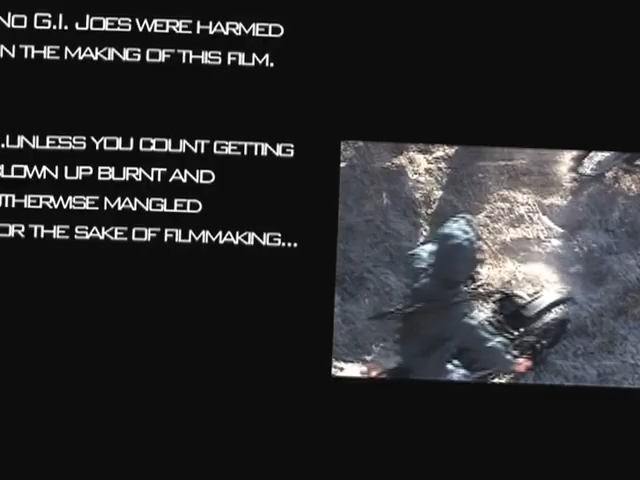 No G.I. Joes were harmed
n the making of this film.
..unless you count getting
lown up burnt and
therwise mangled
or the sake of filmmaking...